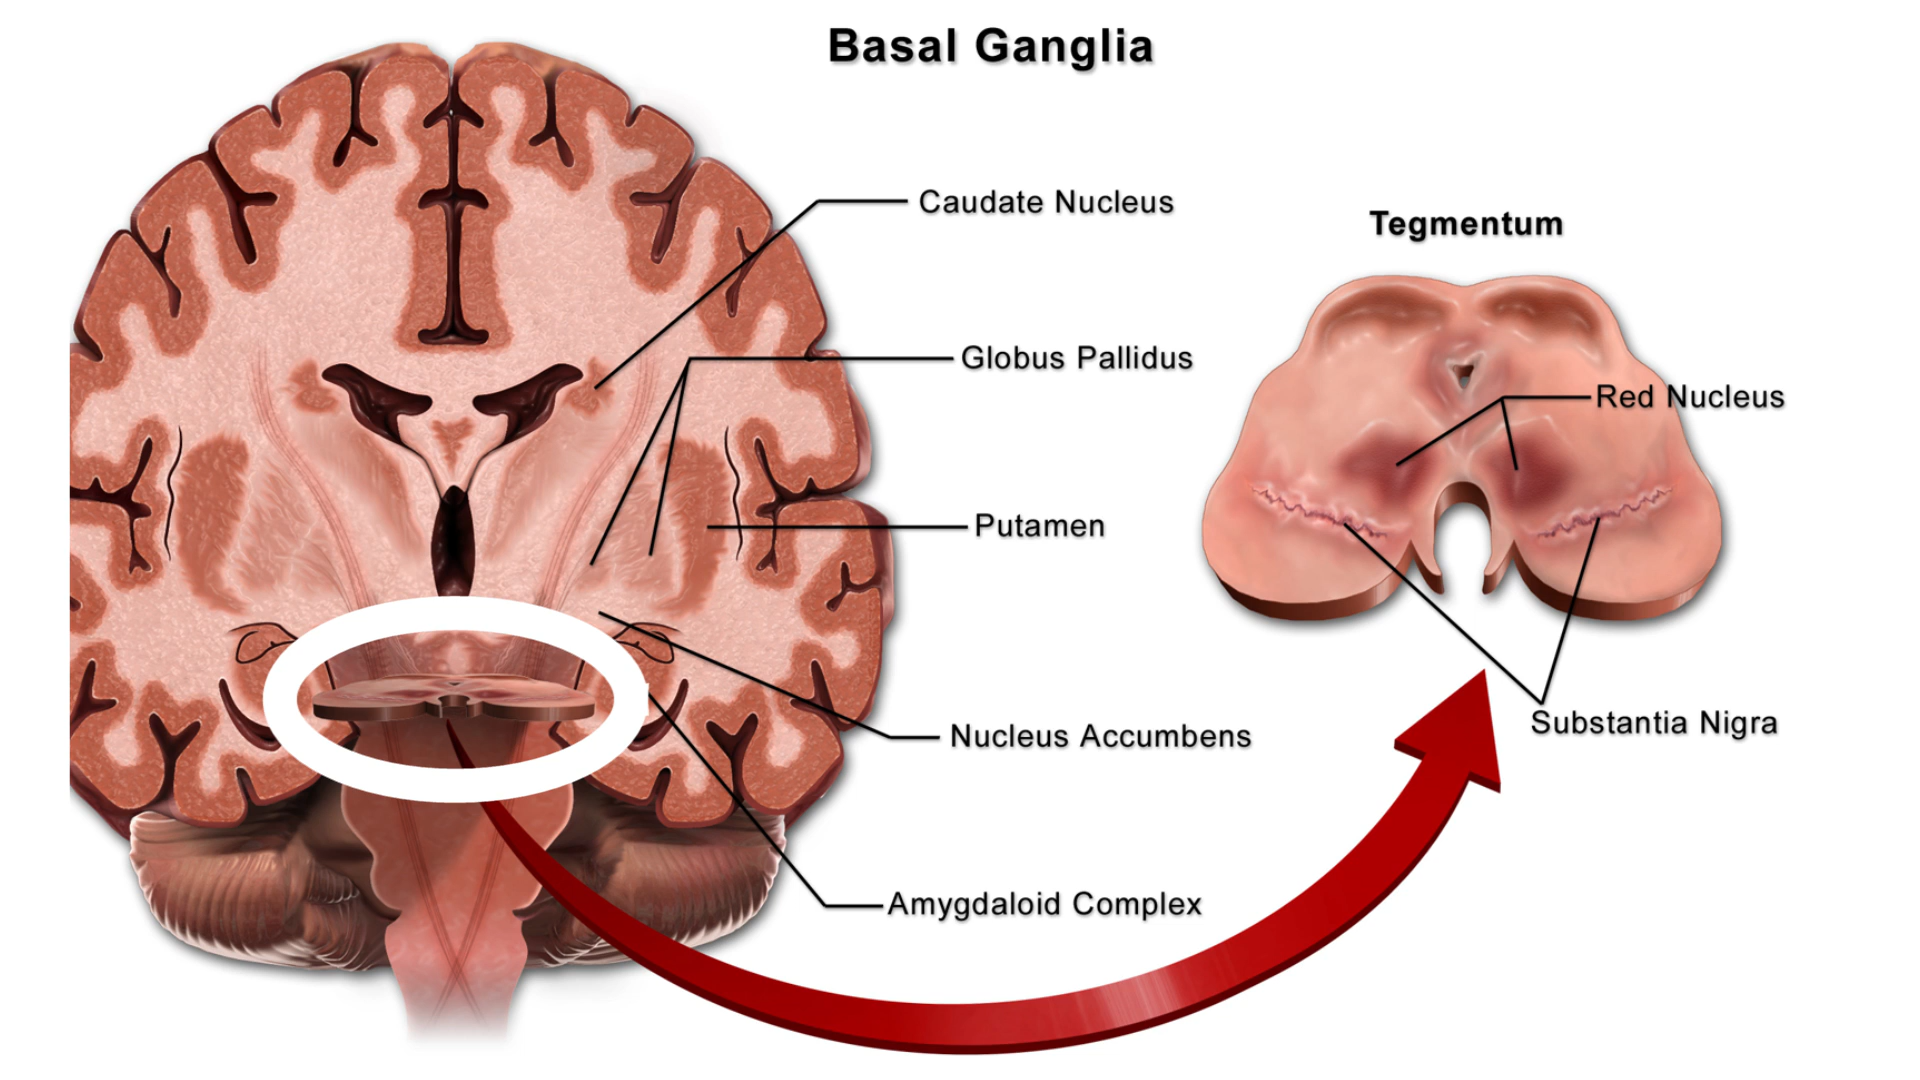 Basal Ganglia
Caudate Nucleus
Tegmentum
Globus Pallidus
Red Nucleus
Putamen
Substantia Nigra
Nucleus Accumbens
Amygdaloid Complex